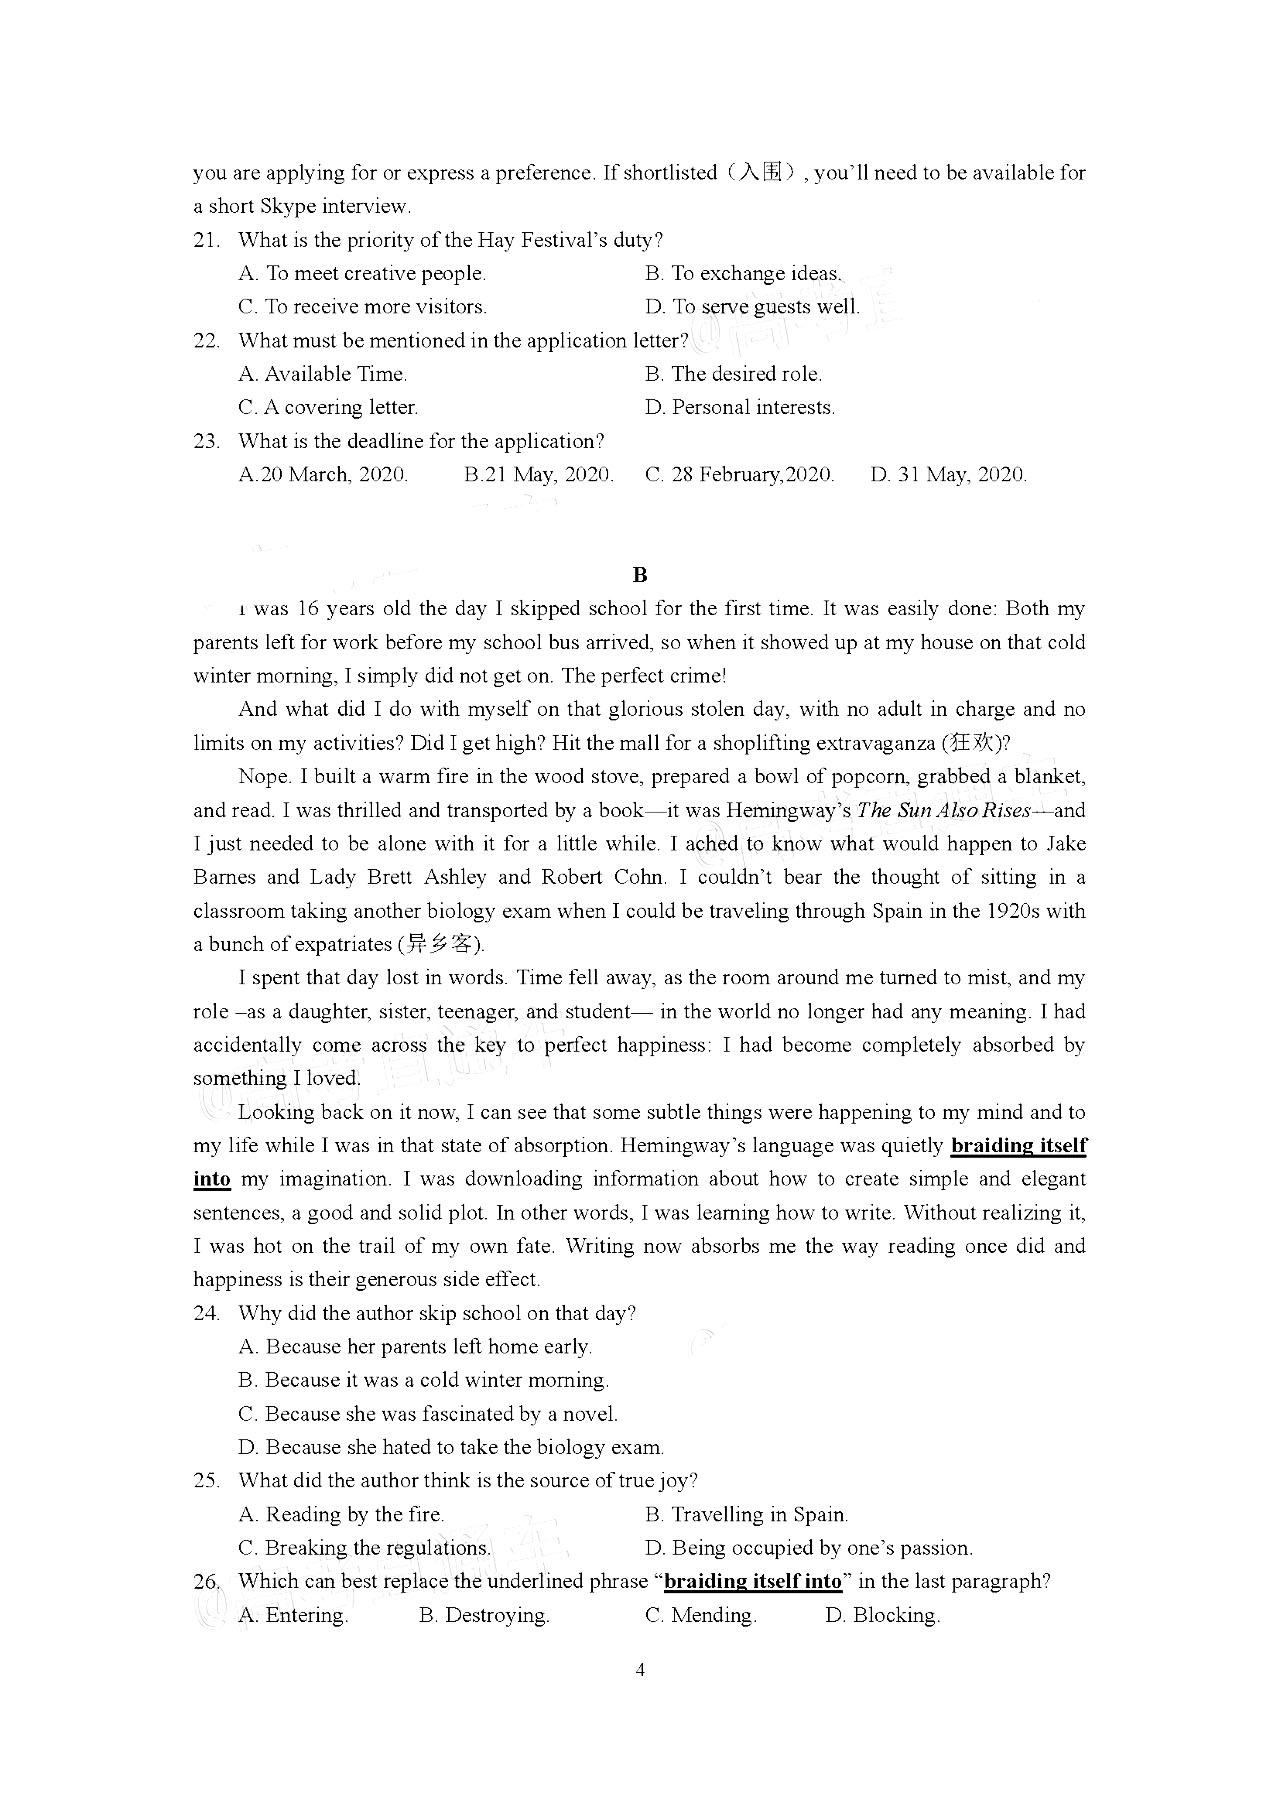 you are applying for or express a preference. If shortlisted（入围）, you’ll need to be available for
a short Skype interview.
21. What is the priority of the Hay Festival’s duty?
A. To meet creative people. B. To exchange ideas.
C. To receive more visitors. D. To serve guests well.
22. What must be mentioned in the application letter?
A. Available Time. B. The desired role.
C. A covering letter. D. Personal interests.
23. What is the deadline for the application?
A.20 March, 2020. B.21 May, 2020. C. 28 February,2020. D. 31 May, 2020.
B
I was 16 years old the day I skipped school for the first time. It was easily done: Both my
parents left for work before my school bus arrived, so when it showed up at my house on that cold
winter morning, I simply did not get on. The perfect crime!
And what did I do with myself on that glorious stolen day, with no adult in charge and no
limits on my activities? Did I get high? Hit the mall for a shoplifting extravaganza (狂欢)?
Nope. I built a warm fire in the wood stove, prepared a bowl of popcorn, grabbed a blanket,
and read. I was thrilled and transported by a book—it was Hemingway’s The Sun Also Rises—and
I just needed to be alone with it for a little while. I ached to know what would happen to Jake
Barnes and Lady Brett Ashley and Robert Cohn. I couldn’t bear the thought of sitting in a
classroom taking another biology exam when I could be traveling through Spain in the 1920s with
a bunch of expatriates (异乡客).
I spent that day lost in words. Time fell away, as the room around me turned to mist, and my
role –as a daughter, sister, teenager, and student— in the world no longer had any meaning. I had
accidentally come across the key to perfect happiness: I had become completely absorbed by
something I loved.
Looking back on it now, I can see that some subtle things were happening to my mind and to
my life while I was in that state of absorption. Hemingway’s language was quietly braiding itself
into my imagination. I was downloading information about how to create simple and elegant
sentences, a good and solid plot. In other words, I was learning how to write. Without realizing it,
I was hot on the trail of my own fate. Writing now absorbs me the way reading once did and
happiness is their generous side effect.
24. Why did the author skip school on that day?
A. Because her parents left home early.
B. Because it was a cold winter morning.
C. Because she was fascinated by a novel.
D. Because she hated to take the biology exam.
25. What did the author think is the source of true joy?
A. Reading by the fire. B. Travelling in Spain.
C. Breaking the regulations. D. Being occupied by one’s passion.
26. Which can best replace the underlined phrase “braiding itself into” in the last paragraph?
A. Entering. B. Destroying. C. Mending. D. Blocking.
4